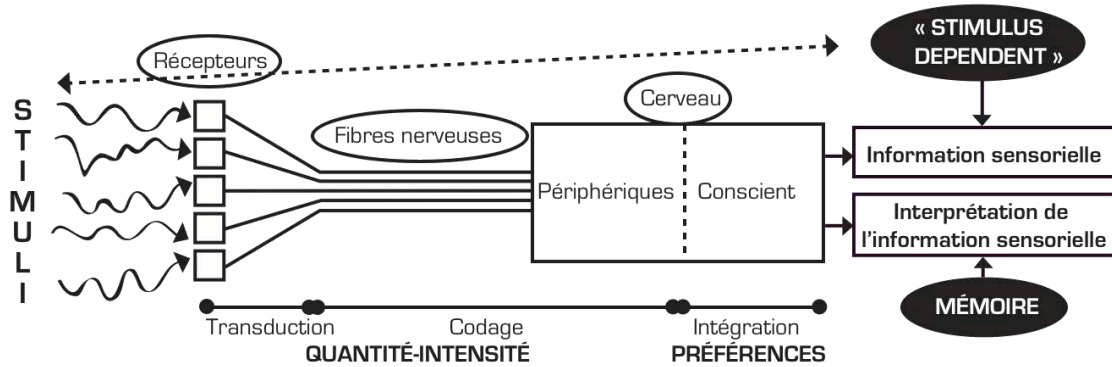 « STIMULUS
DEPENDENT »
Récepteurs
Cerveau
STIMULI
Fibres nerveuses
Information sensorielle
Périphériques
Conscient
Interprétation de
l'information sensorielle
MÉMOIRE
Transduction
Codage
Intégration
QUANTITÉ-INTENSITÉ
PRÉFÉRENCES